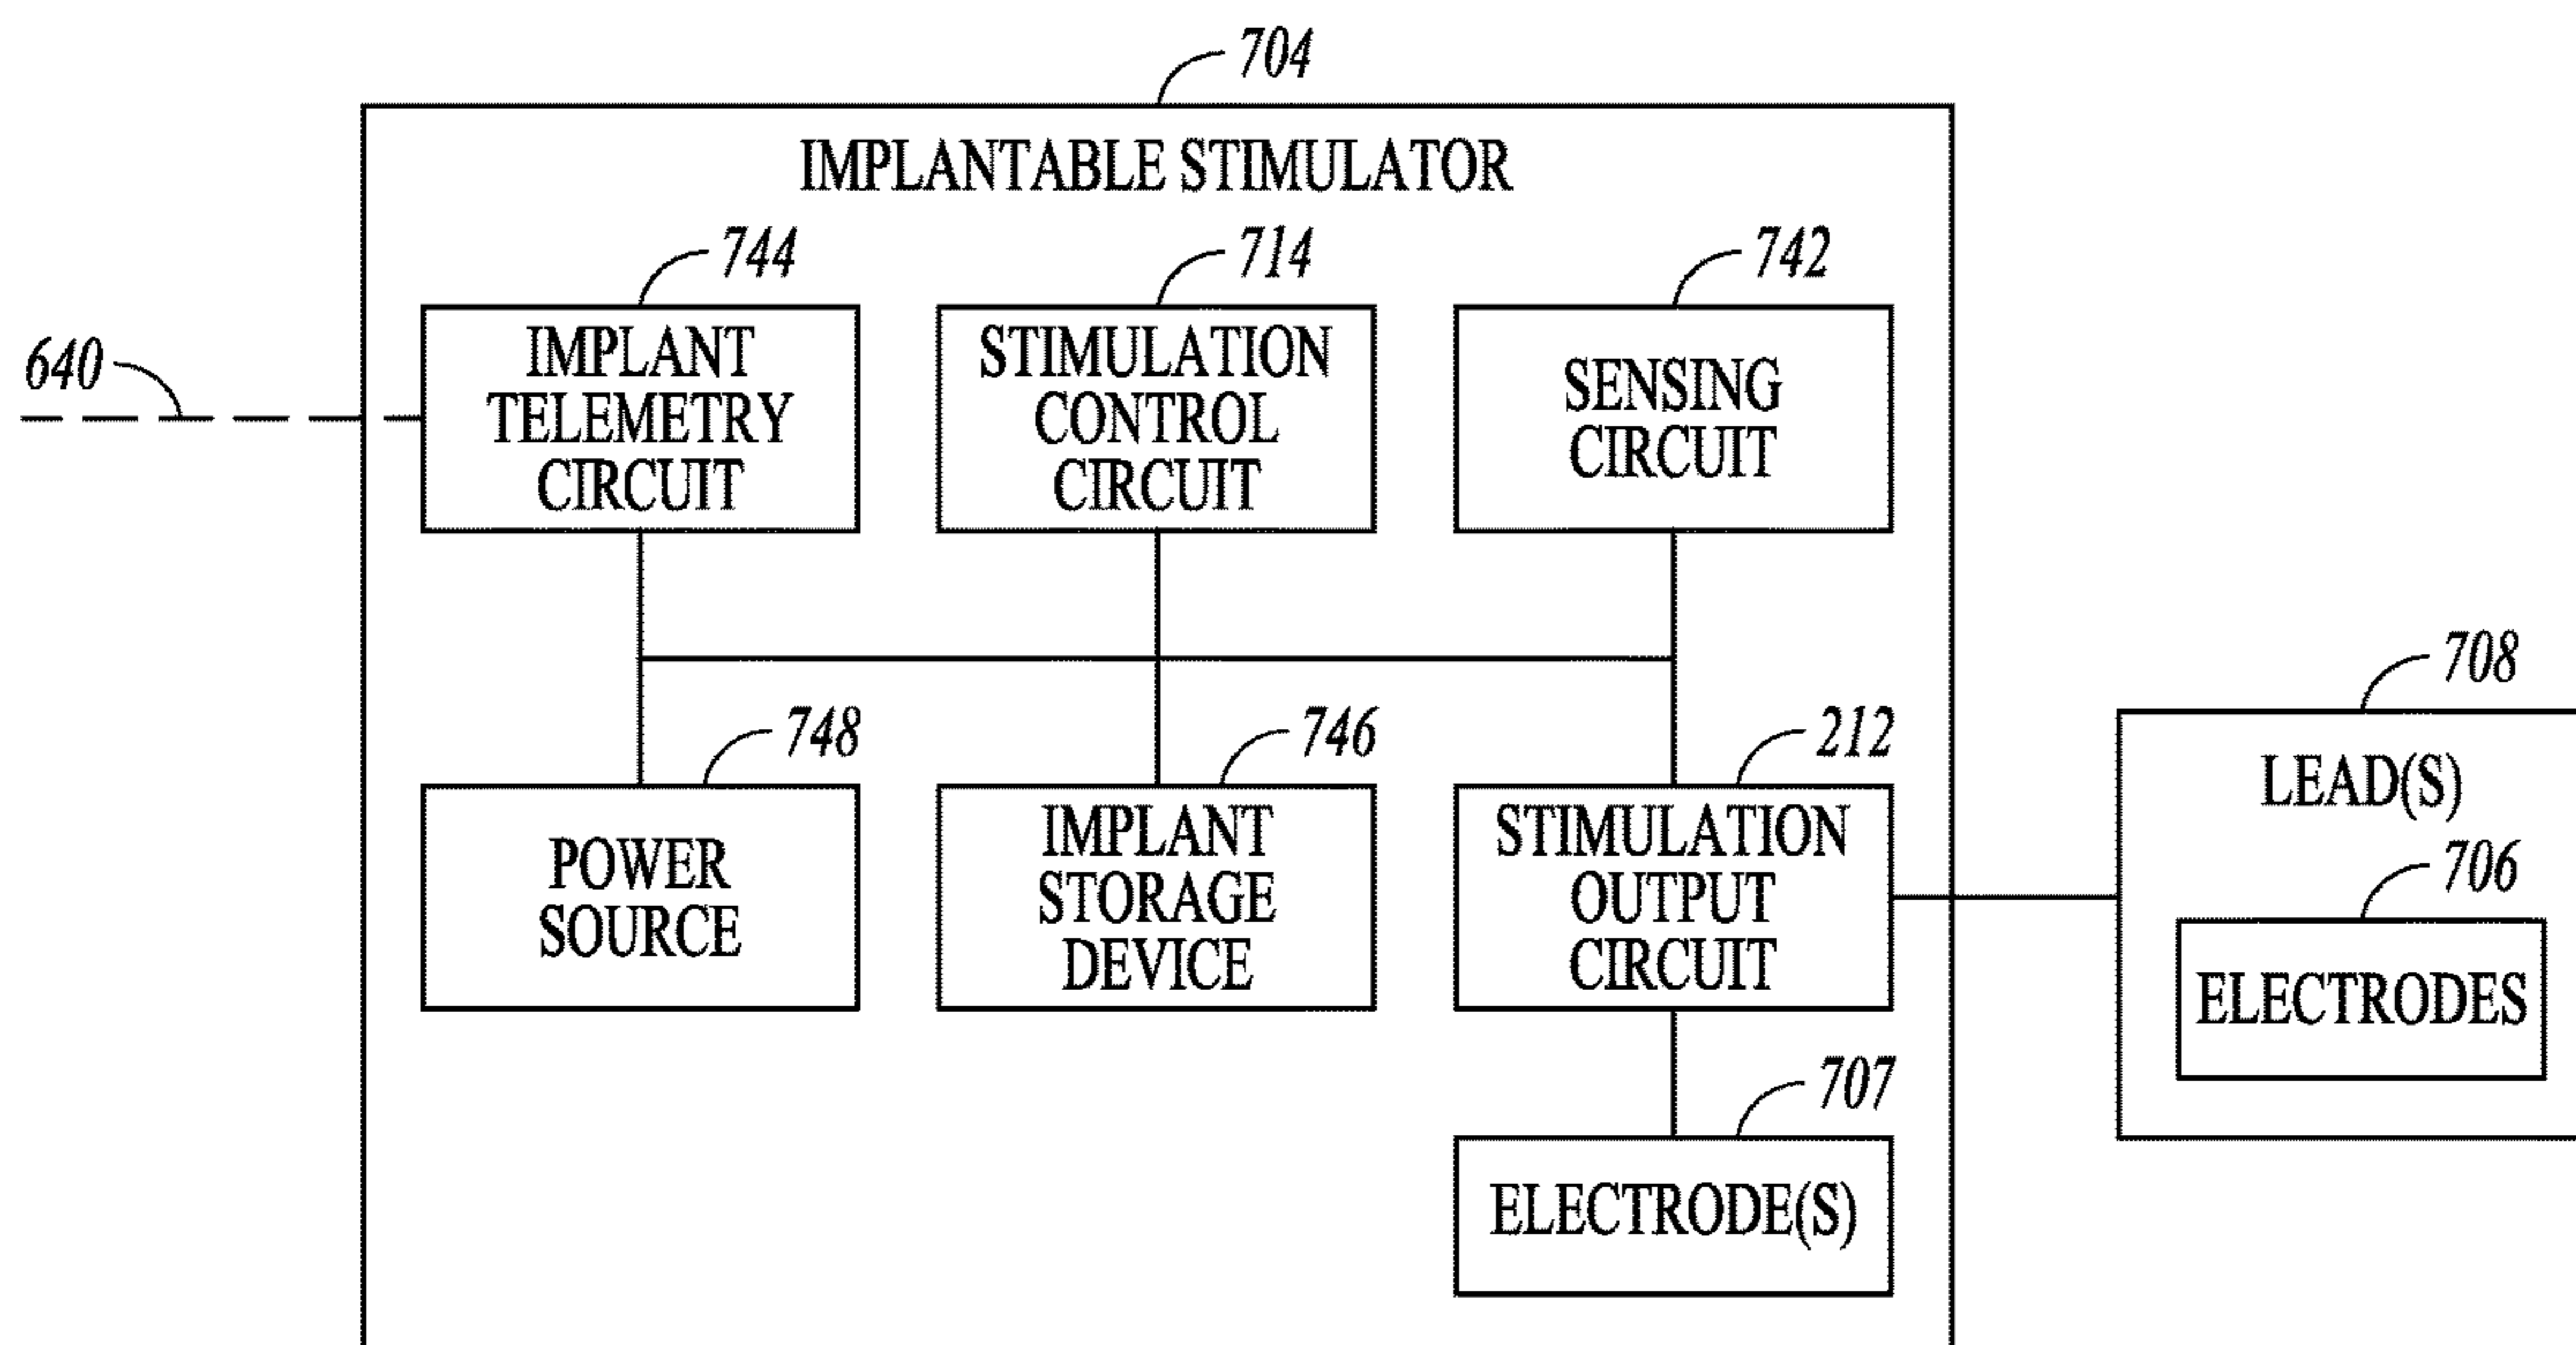 704
IMPLANTABLE STIMULATOR
744
714
742
640
IMPLANT
TELEMETRY
CIRCUIT
STIMULATION
CONTROL
CIRCUIT
SENSING
CIRCUIT
748
746
212
708
POWER
SOURCE
IMPLANT
STORAGE
DEVICE
STIMULATION
OUTPUT
CIRCUIT
LEAD(S)
706
ELECTRODES
707
ELECTRODE(S)